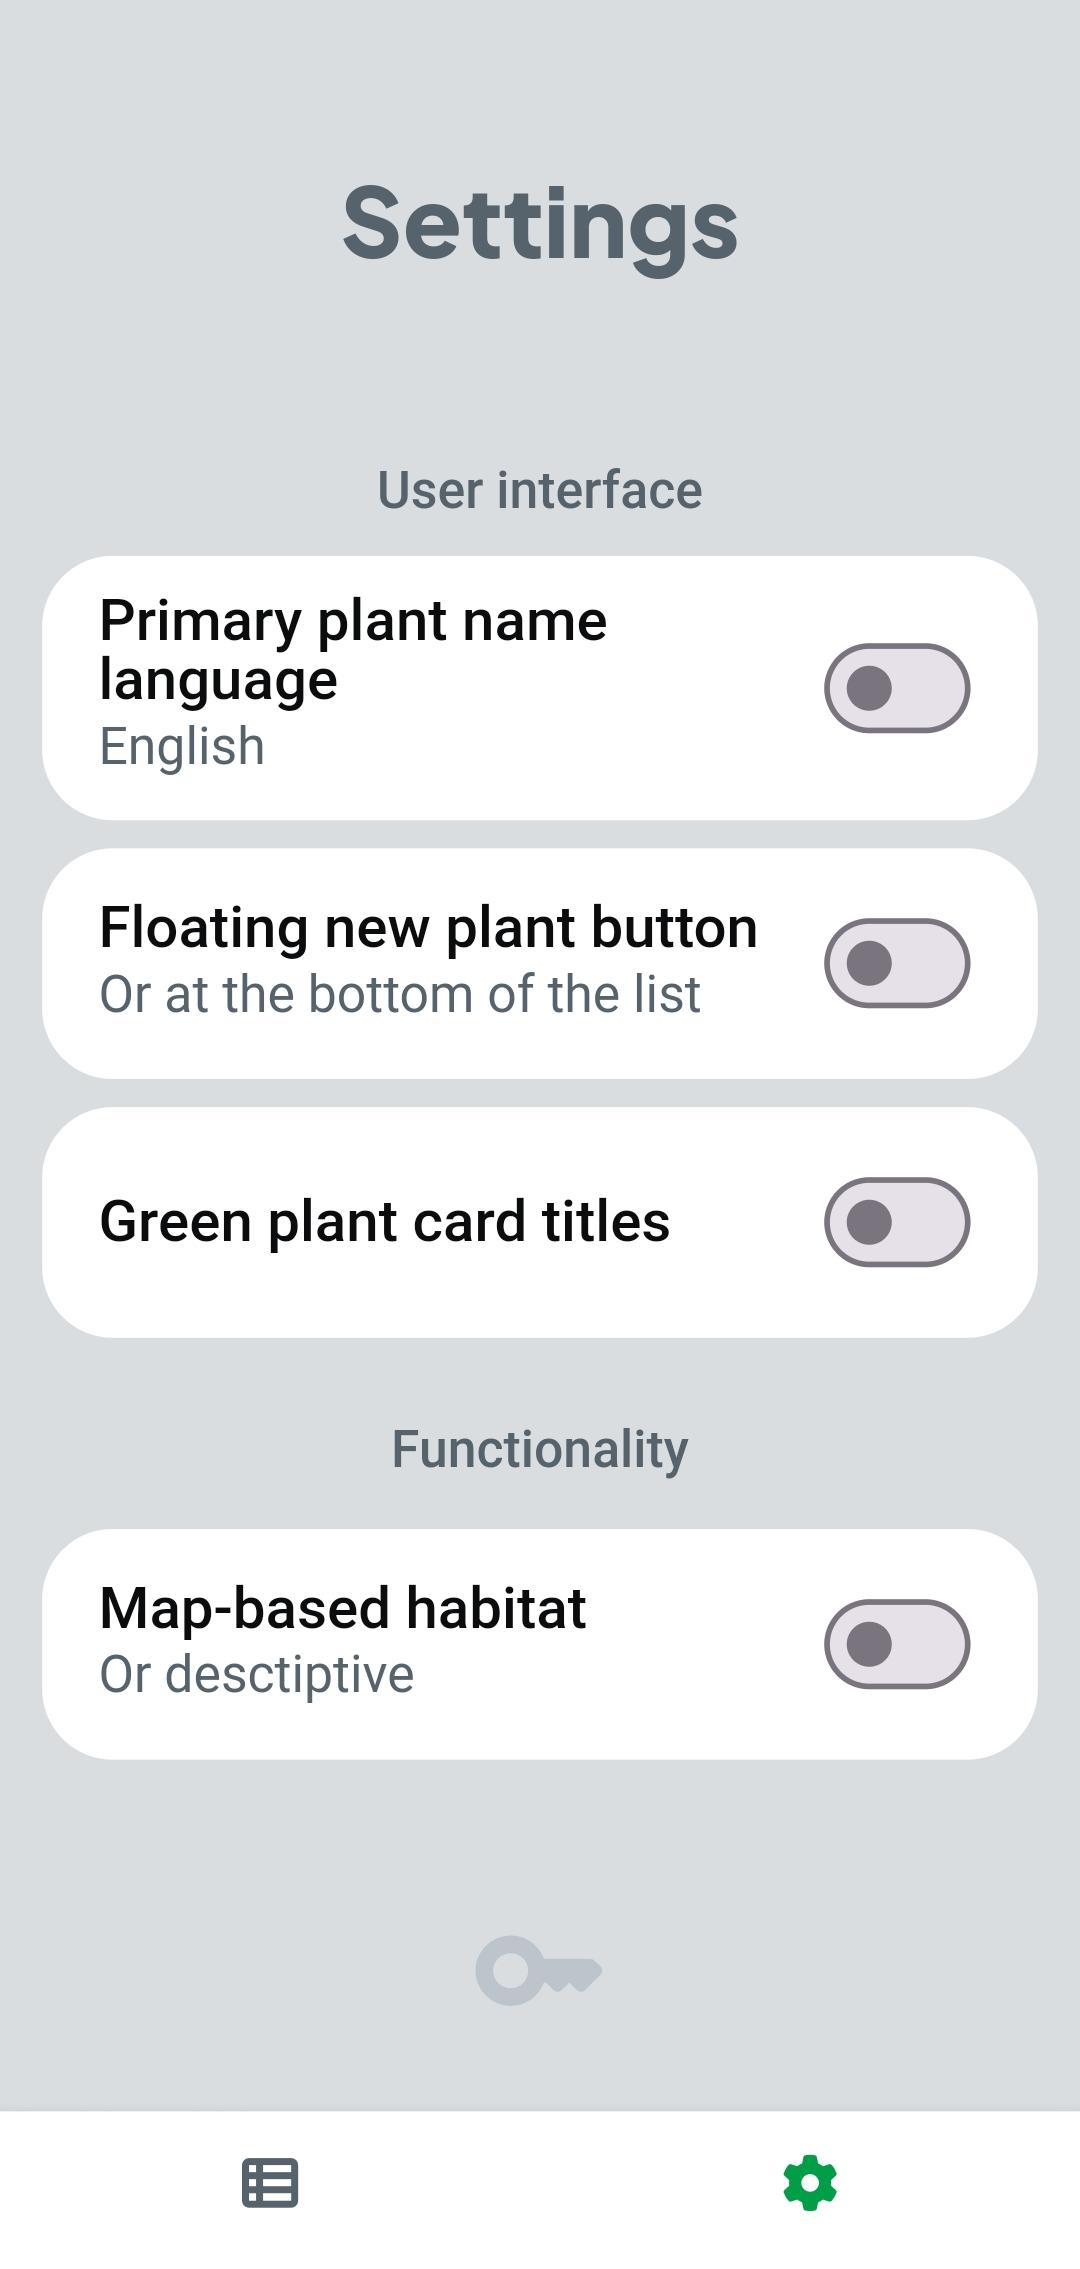 Settings
User interface
Primary plant name
language
English
Floating new plant button
Or at the bottom of the list
Green plant card titles
Functionality
Map-based habitat
Or desctiptive